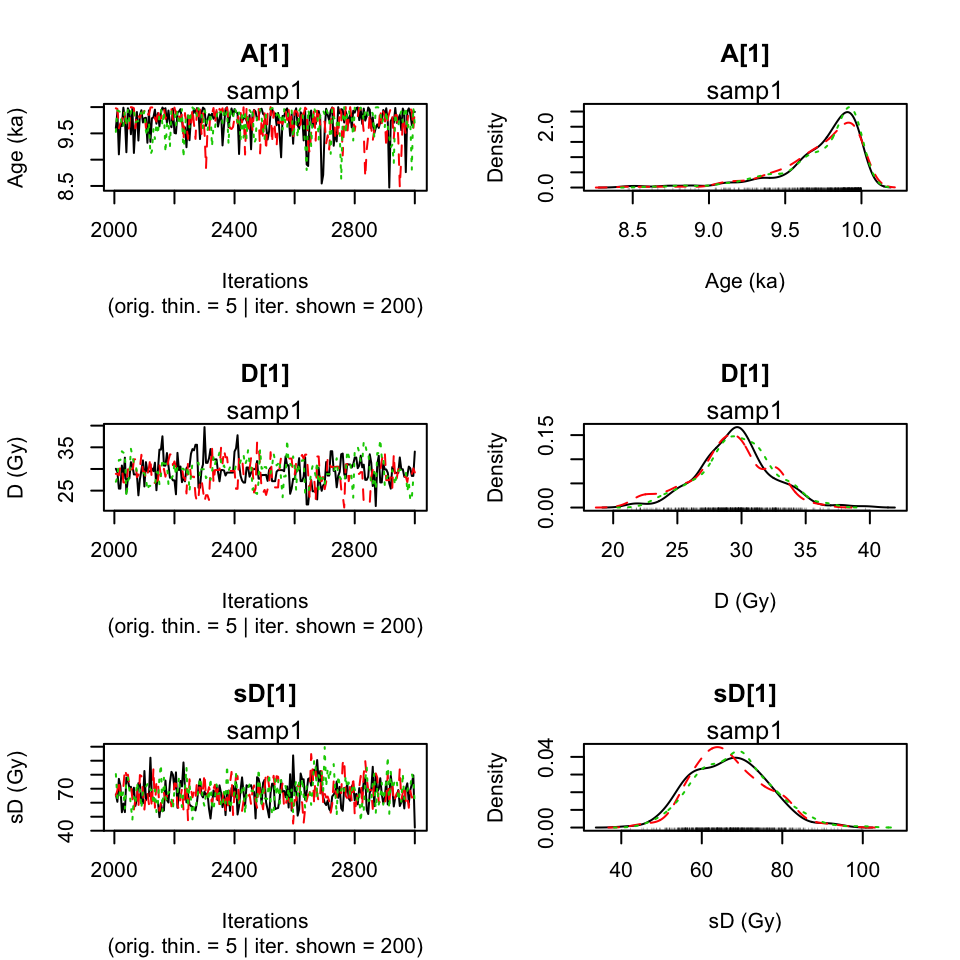 A[1]
samp1
Age (ka)
9.5
8.5
2000 2400 2800
Iterations
(orig. thin. = 5 | iter. shown = 200)
A[1]
samp1
Density
2.0
0.0
8.5 9.0 9.5 10.0
Age (ka)
D[1]
samp1
D (Gy)
35
25
2000 2400 2800
Iterations
(orig. thin. = 5 | iter. shown = 200)
D[1]
samp1
Density
0.15
0.00
20 25 30 35 40
D (Gy)
sD[1]
samp1
sD (Gy)
70
40
2000 2400 2800
Iterations
(orig. thin. = 5 | iter. shown = 200)
sD[1]
samp1
Density
0.04
0.00
40 60 80 100
sD (Gy)